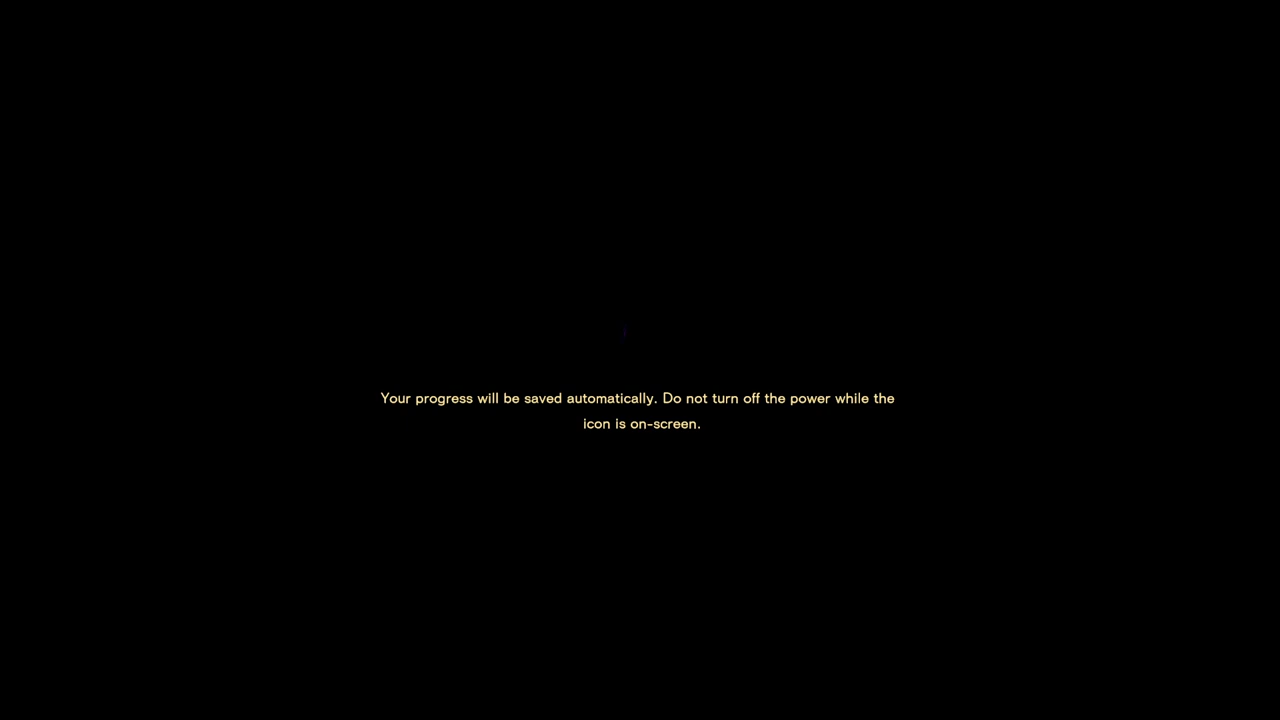 Your progress will be saved automatically. Do not turn off the power while the
icon is on-screen.